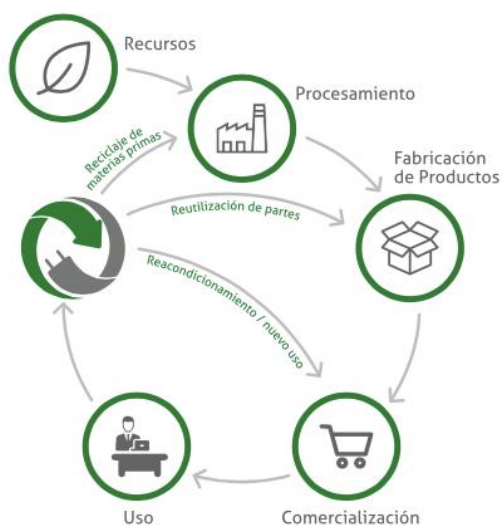 Recursos
Procesamiento
Fabricación
de Productos
Reciclaje de
materias primas
Reutilización de partes
Reacondicionamiento / nuevo uso
Uso
Comercialización